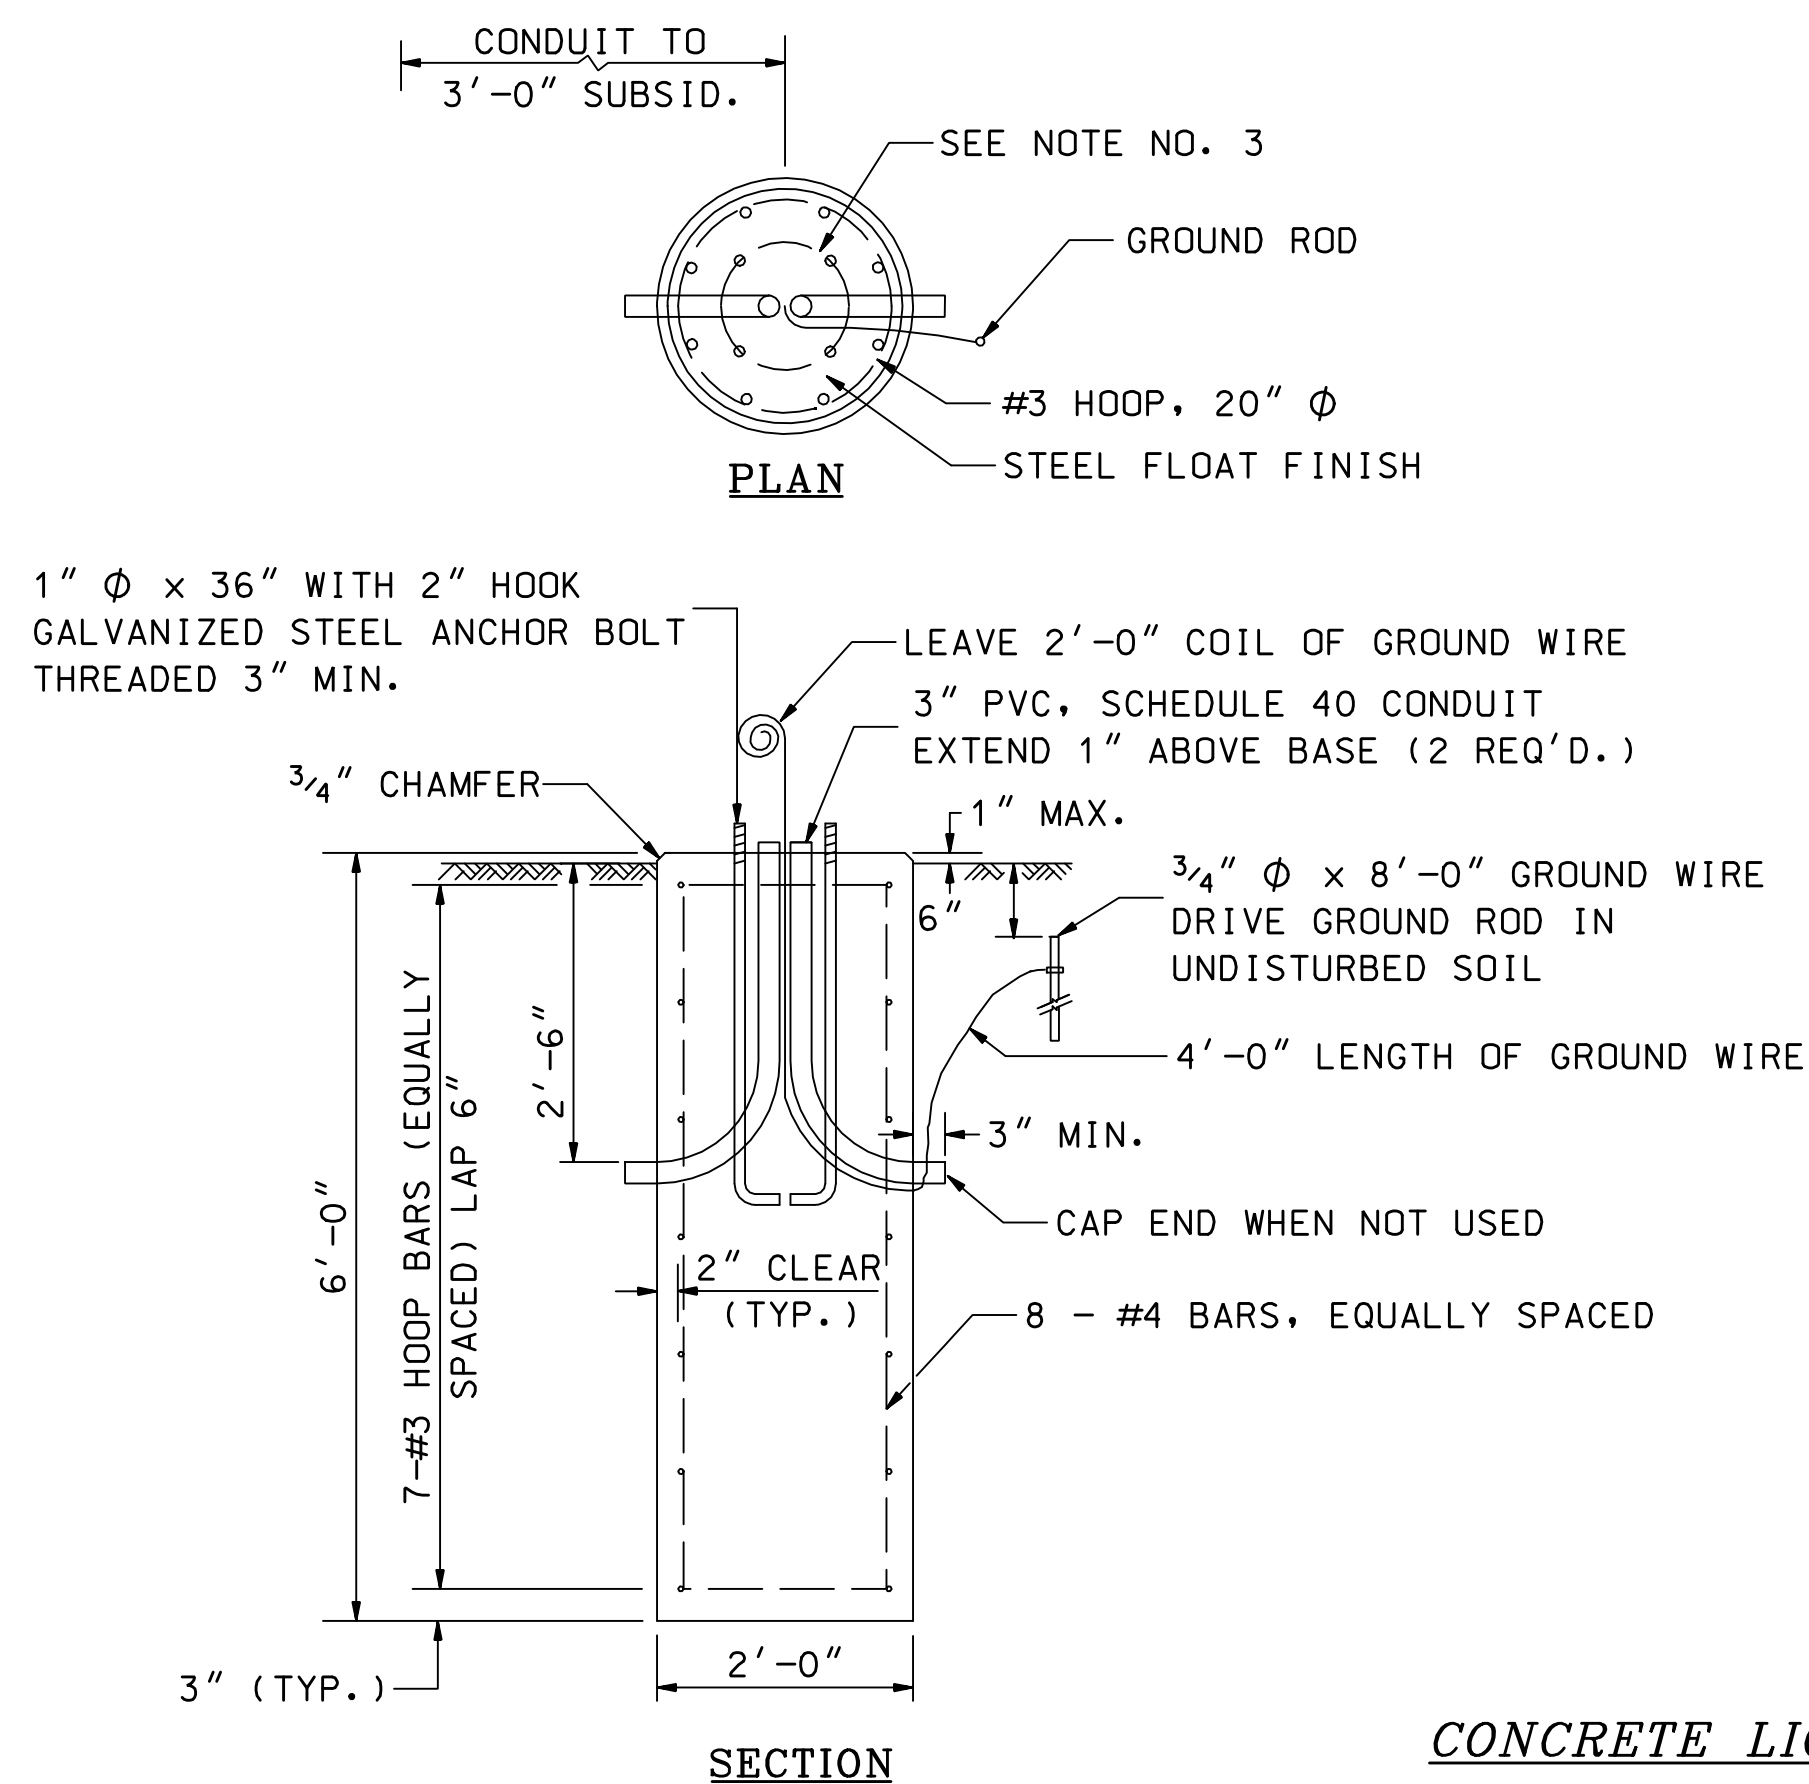 CONDUIT TO
3'-0" SUBSID.
SEE NOTE NO. 3
GROUND ROD
#3 HOOP, 20" ϕ
STEEL FLOAT FINISH
PLAN
1" ϕ x 36" WITH 2" HOOK
GALVANIZED STEEL ANCHOR BOLT
THREADED 3" MIN.
LEAVE 2'-0" COIL OF GROUND WIRE
3" PVC, SCHEDULE 40 CONDUIT
EXTEND 1" ABOVE BASE (2 REQ'D.)
3/4" CHAMFER
1" MAX.
3/4" ϕ x 8'-0" GROUND WIRE
DRIVE GROUND ROD IN
UNDISTURBED SOIL
6"
2'-6"
7-#3 HOOP BARS (EQUALLY
SPACED) LAP 6"
6'-0"
4'-0" LENGTH OF GROUND WIRE
3" MIN.
CAP END WHEN NOT USED
2" CLEAR
(TYP.)
8 - #4 BARS, EQUALLY SPACED
2'-0"
3" (TYP.)
SECTION
CONCRETE